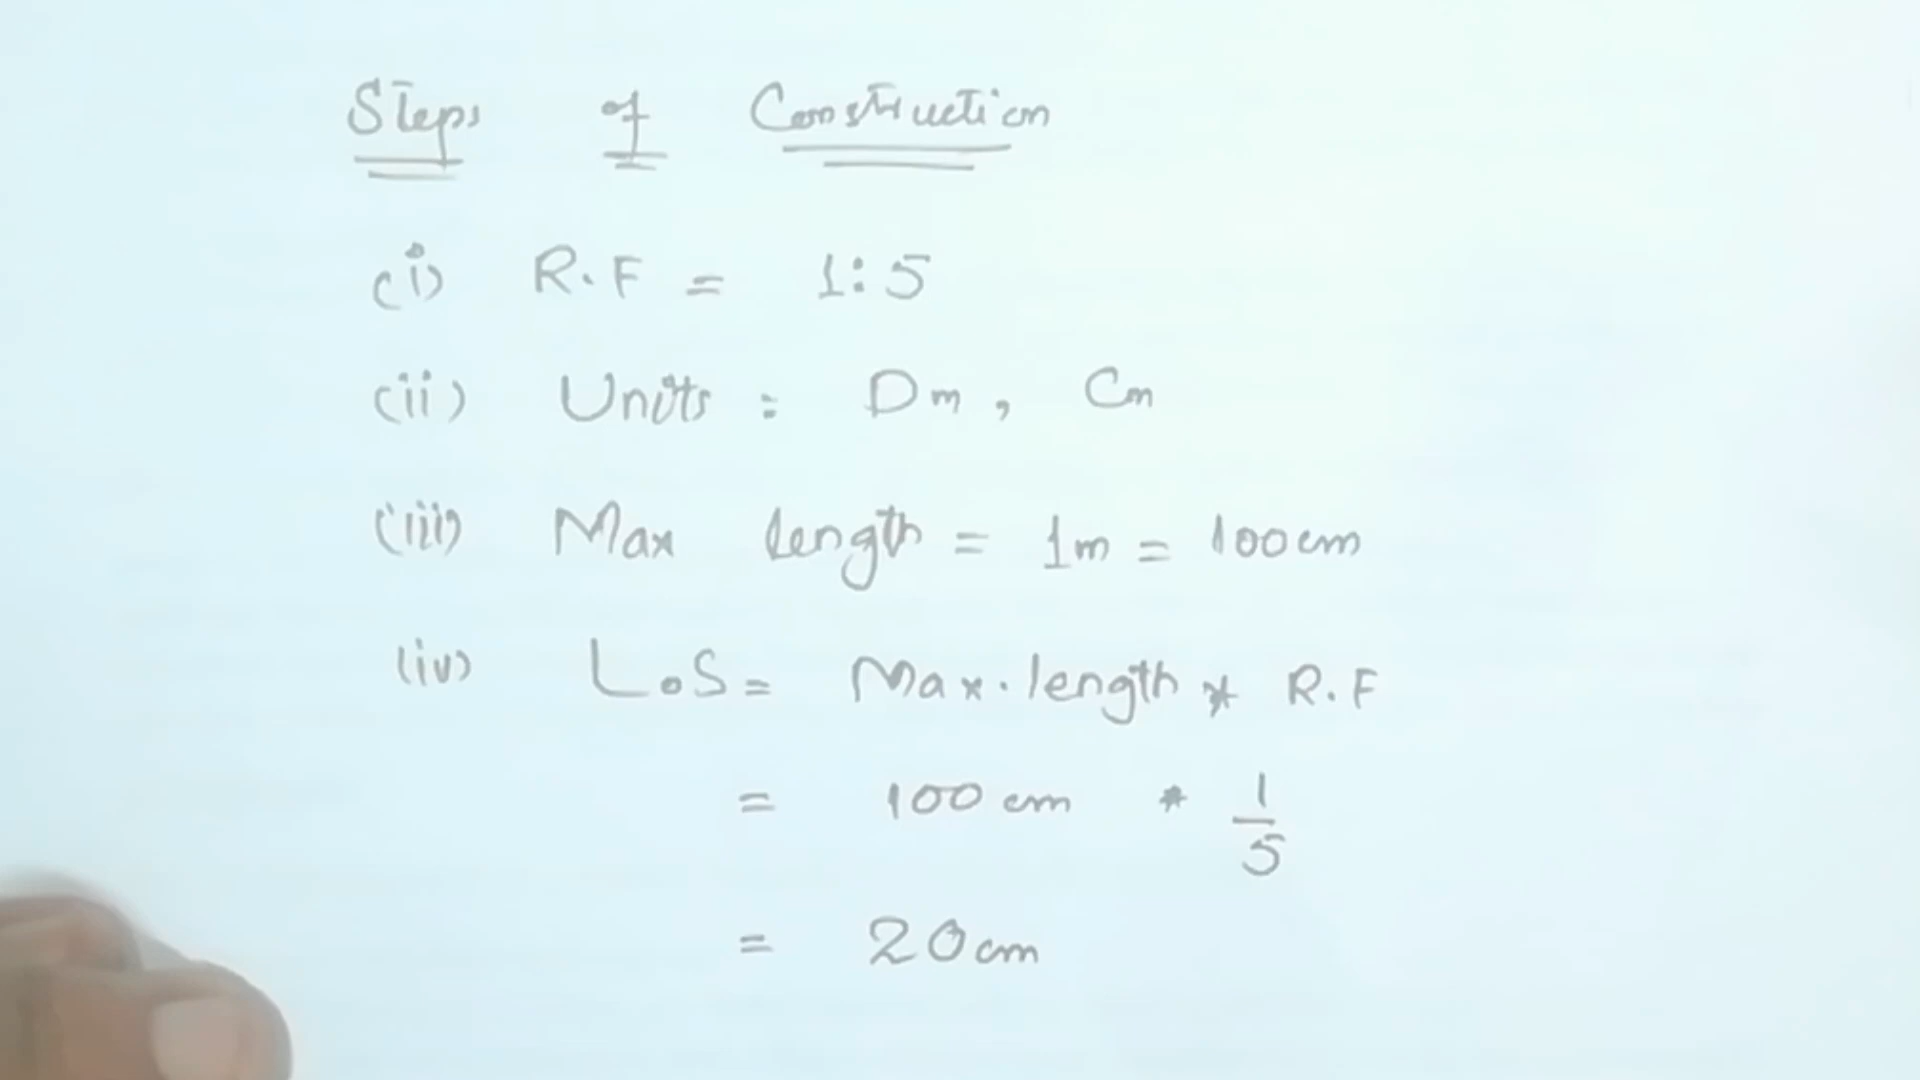 Steps of Construction
(i) R.F = 1:5
(ii) Units : Dm, Cm
(iii) Max length = 1m = 100cm
(iv) LoS = Max.length * R.F
= 100 cm * 1/5
= 20cm